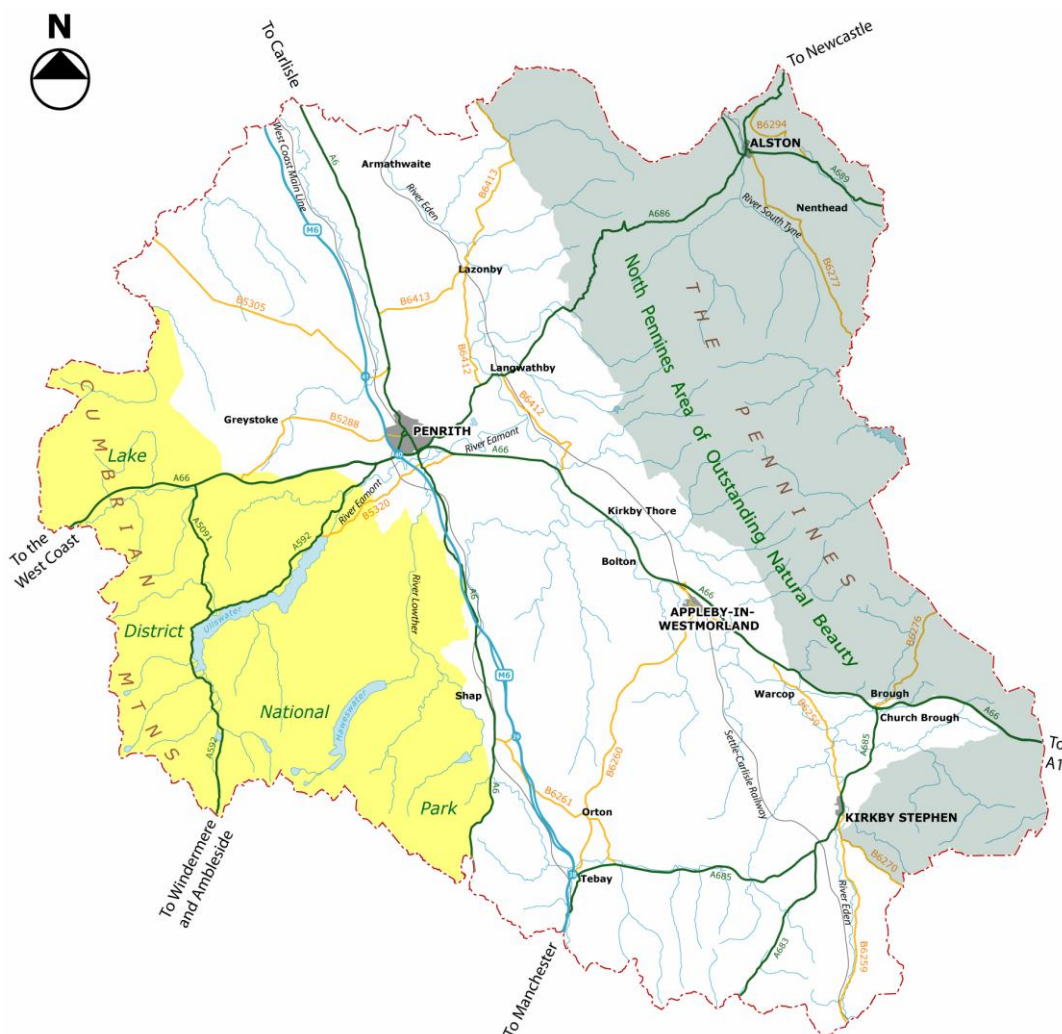 N
To Carlisle
To Newcastle
B6294
ALSTON
A689
Nenthead
River South Tyne
B6277
A686
West Coast Main Line
A6
Armathwaite
River Eden
B6413
M6
Lazonby
B6413
B5305
B6412
Langwathby
B6412
THE PENNINES
North Pennines Area of Outstanding Natural Beauty
Greystoke
B5288
PENRITH
River Eamont
A66
40
CUMBRIAN MTNS
Lake
A66
River Eamont
B5320
A592
A5091
To the
West Coast
Kirkby Thore
Bolton
A66
APPLEBY-IN-
WESTMORLAND
River Lowther
A6
Ullswater
District
B6276
M6
Shap
Haweswater
National
Warcop
B6259
Brough
Church Brough
A66
To
A1
A685
A592
Settle-Carlisle Railway
B6260
B6261
A6
Park
Orton
KIRKBY STEPHEN
B6270
Tebay
A685
River Eden
To Windermere
and Ambleside
A683
B6259
To Manchester